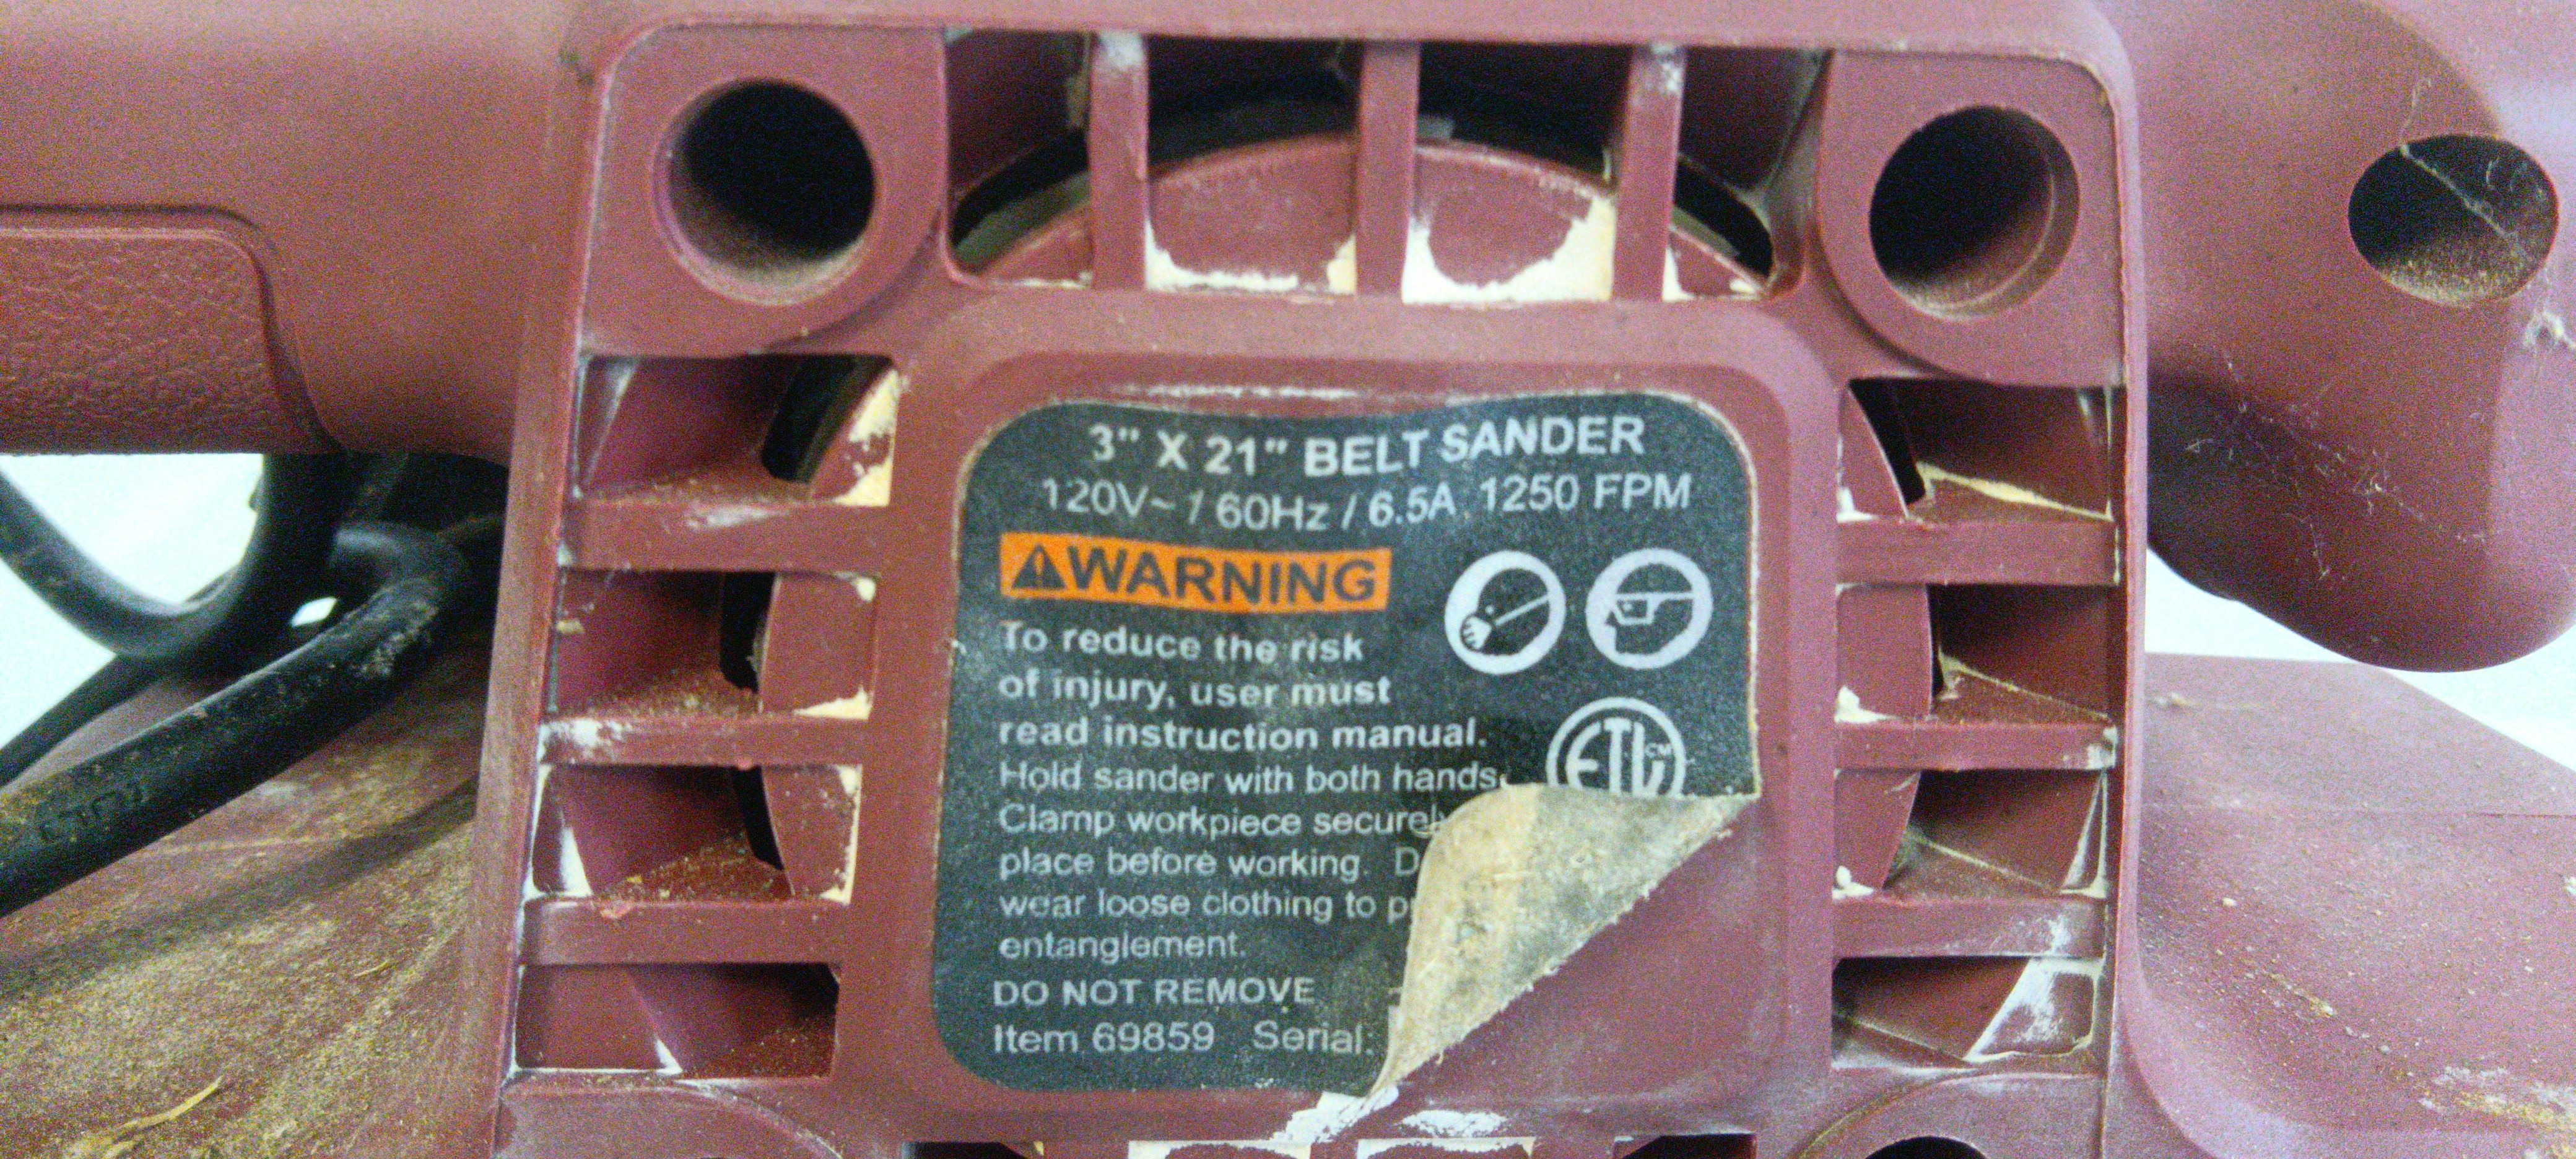 3" X 21" BELT SANDER
120V~ / 60Hz / 6.5A 1250 FPM
WARNING
To reduce the risk
of injury, user must
read instruction manual.
Hold sander with both hands.
Clamp workpiece
place before working.
wear loose clothing to
entanglement.
DO NOT REMOVE
Item 69859 Serial:
ETL CM